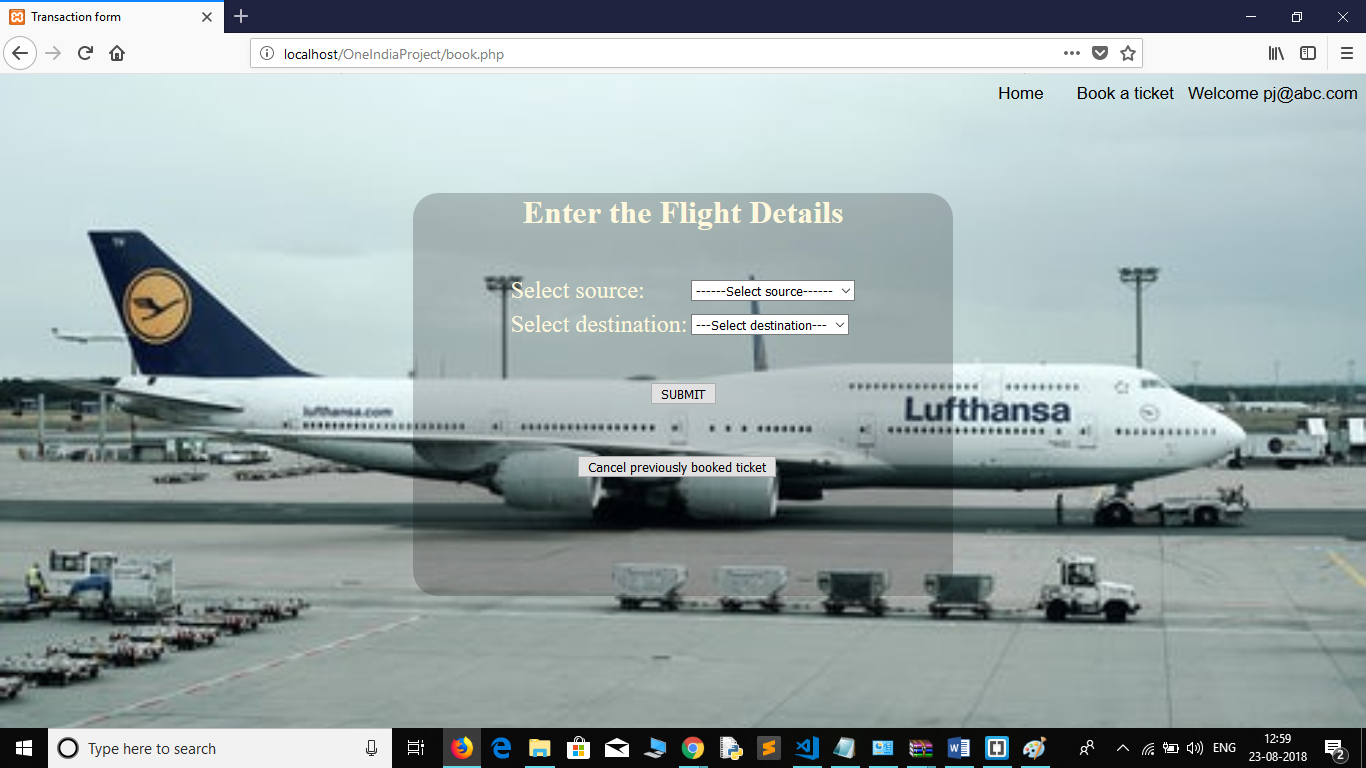 Transaction form
localhost/OneIndiaProject/book.php
Home Book a ticket Welcome pj@abc.com
Enter the Flight Details
Select source: ------Select source------
Select destination: ---Select destination---
SUBMIT
lufthansa.com
Lufthansa
Cancel previously booked ticket
Type here to search
ENG
12:59
23-08-2018
2